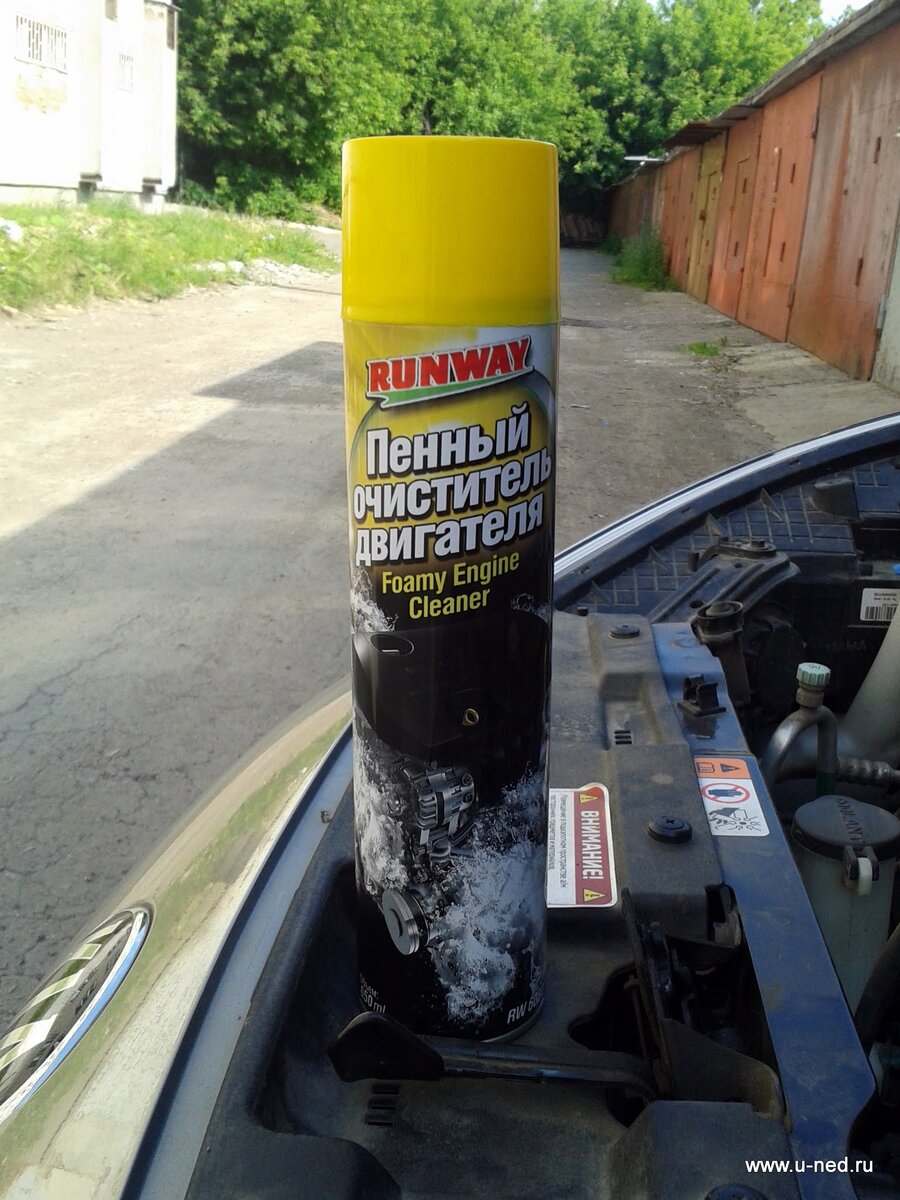 RUNWAY
Пенный
очиститель
двигателя
Foamy Engine
Cleaner
ВНИМАНИЕ!
www.u-ned.ru